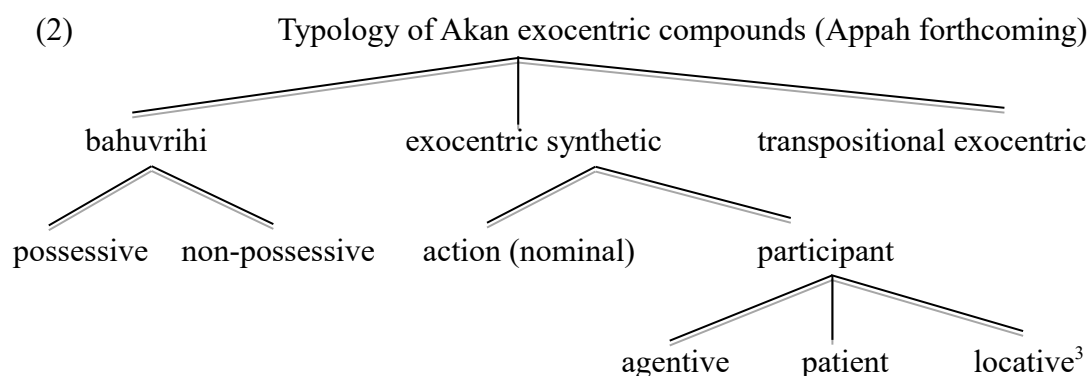 (2) Typology of Akan exocentric compounds (Appah forthcoming)
bahuvrihi exocentric synthetic transpositional exocentric
possessive non-possessive action (nominal) participant
agentive patient locative³